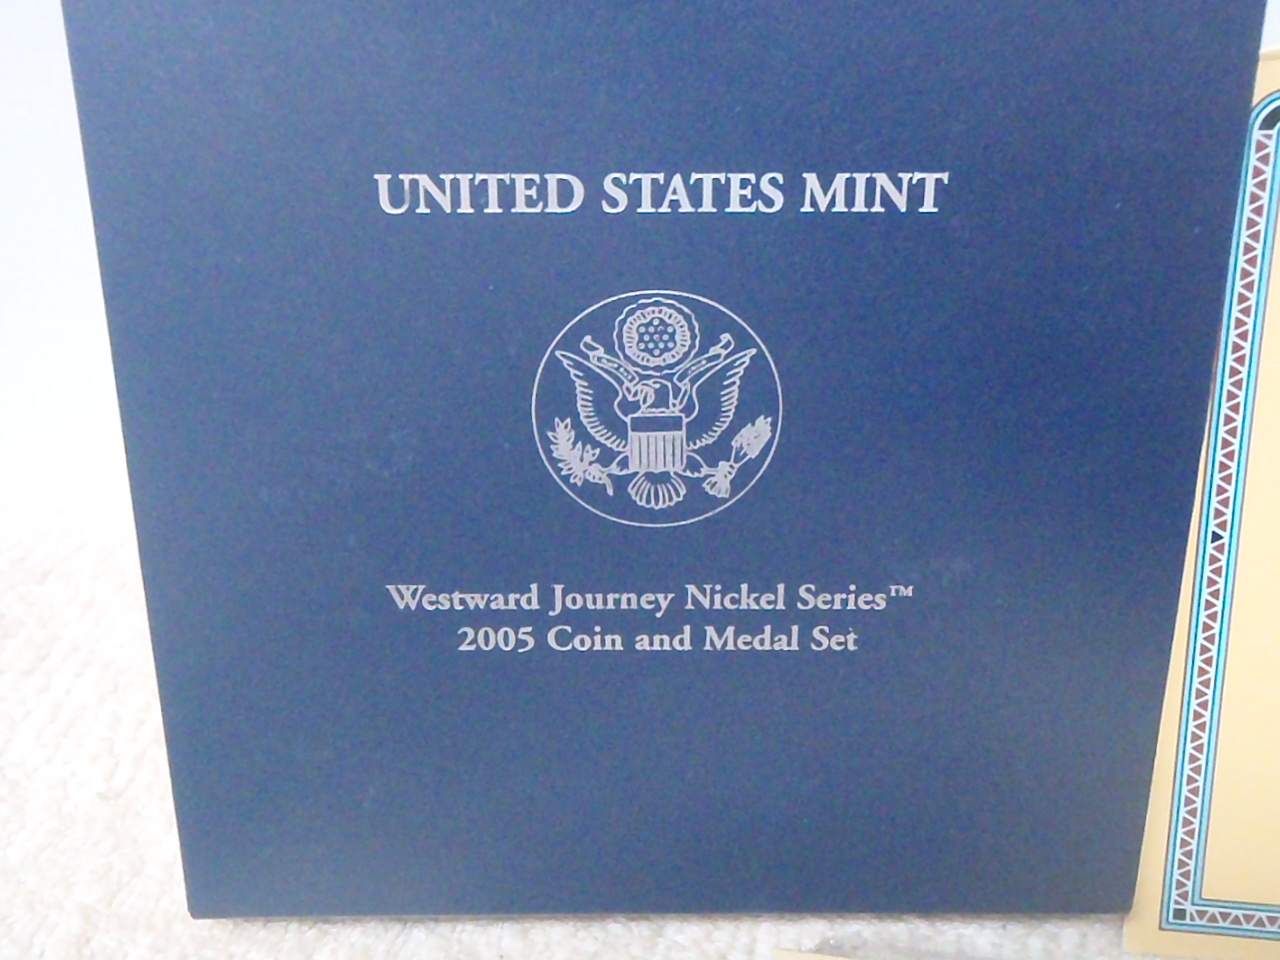 UNITED STATES MINT
Westward Journey Nickel Series™
2005 Coin and Medal Set